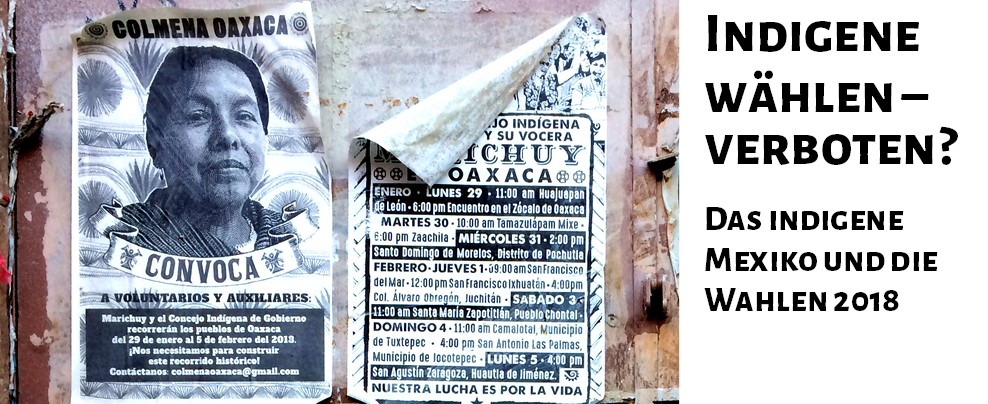 COLMENA OAXACA
CONVOCA
A VOLUNTARIOS Y AUXILIARES:
Marichuy y el Concejo Indígena de Gobierno
recorrerán los pueblos de Oaxaca
del 29 de enero al 5 de febrero del 2018.
¡Nos necesitamos para construir
este recorrido histórico!
Contáctanos: colmenaoaxaca@gmail.com
JO INDÍGENA
Y SU VOCERA
MARICHUY
EN OAXACA
ENERO · LUNES 29 · 11:00 am Huajuapan
de León · 6:00 pm Encuentro en el Zócalo de Oaxaca
MARTES 30 · 10:00 am Tamazulápam Mixe ·
6:00 pm Zaachila · MIÉRCOLES 31 · 2:00 pm
Santo Domingo de Morelos, Distrito de Pochutla
FEBRERO · JUEVES 1 · 09:00 am San Francisco
del Mar · 12:00 pm San Francisco Ixhuatán · 4:00 pm
Col. Álvaro Obregón, Juchitán · SABADO 3 ·
11:00 am Santa María Zapotitlán, Pueblo Chontal ·
DOMINGO 4 · 11:00 am Camalotal, Municipio
de Tuxtepec · 4:00 pm San Antonio Las Palmas,
Municipio de Jocotepec · LUNES 5 · 4:00 pm
San Agustín Zaragoza, Huautla de Jiménez.
NUESTRA LUCHA ES POR LA VIDA
INDIGENE
WÄHLEN –
VERBOTEN?
DAS INDIGENE
MEXIKO UND DIE
WAHLEN 2018